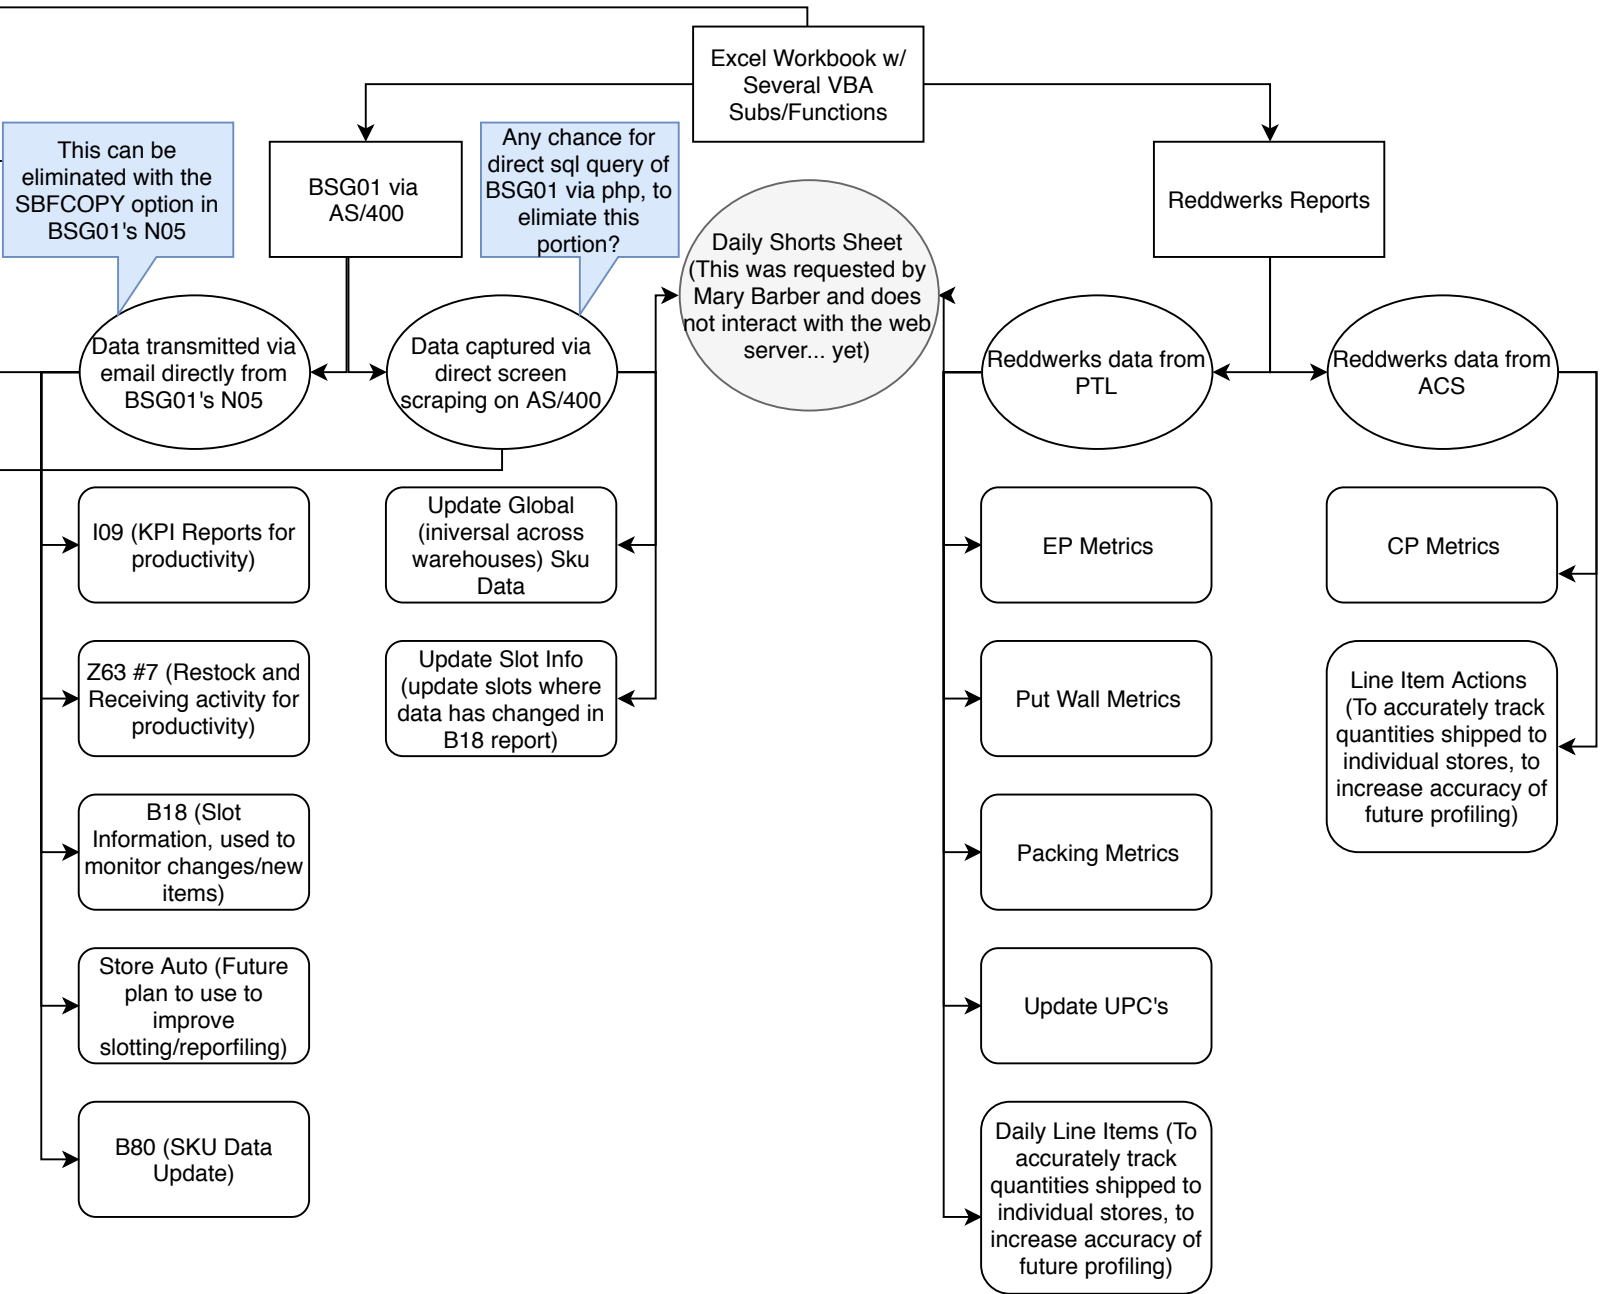 Excel Workbook w/
Several VBA
Subs/Functions
This can be
eliminated with the
SBFCOPY option in
BSG01's N05
BSG01 via
AS/400
Any chance for
direct sql query of
BSG01 via php, to
elimiate this
portion?
Reddwerks Reports
Daily Shorts Sheet
(This was requested by
Mary Barber and does
not interact with the web
server... yet)
Data transmitted via
email directly from
BSG01's N05
Data captured via
direct screen
scraping on AS/400
Reddwerks data from
PTL
Reddwerks data from
ACS
I09 (KPI Reports for
productivity)
Update Global
(iniversal across
warehouses) Sku
Data
EP Metrics
CP Metrics
Z63 #7 (Restock and
Receiving activity for
productivity)
Update Slot Info
(update slots where
data has changed in
B18 report)
Put Wall Metrics
Line Item Actions
(To accurately track
quantities shipped to
individual stores, to
increase accuracy of
future profiling)
B18 (Slot
Information, used to
monitor changes/new
items)
Packing Metrics
Store Auto (Future
plan to use to
improve
slotting/reporfiling)
Update UPC's
B80 (SKU Data
Update)
Daily Line Items (To
accurately track
quantities shipped to
individual stores, to
increase accuracy of
future profiling)